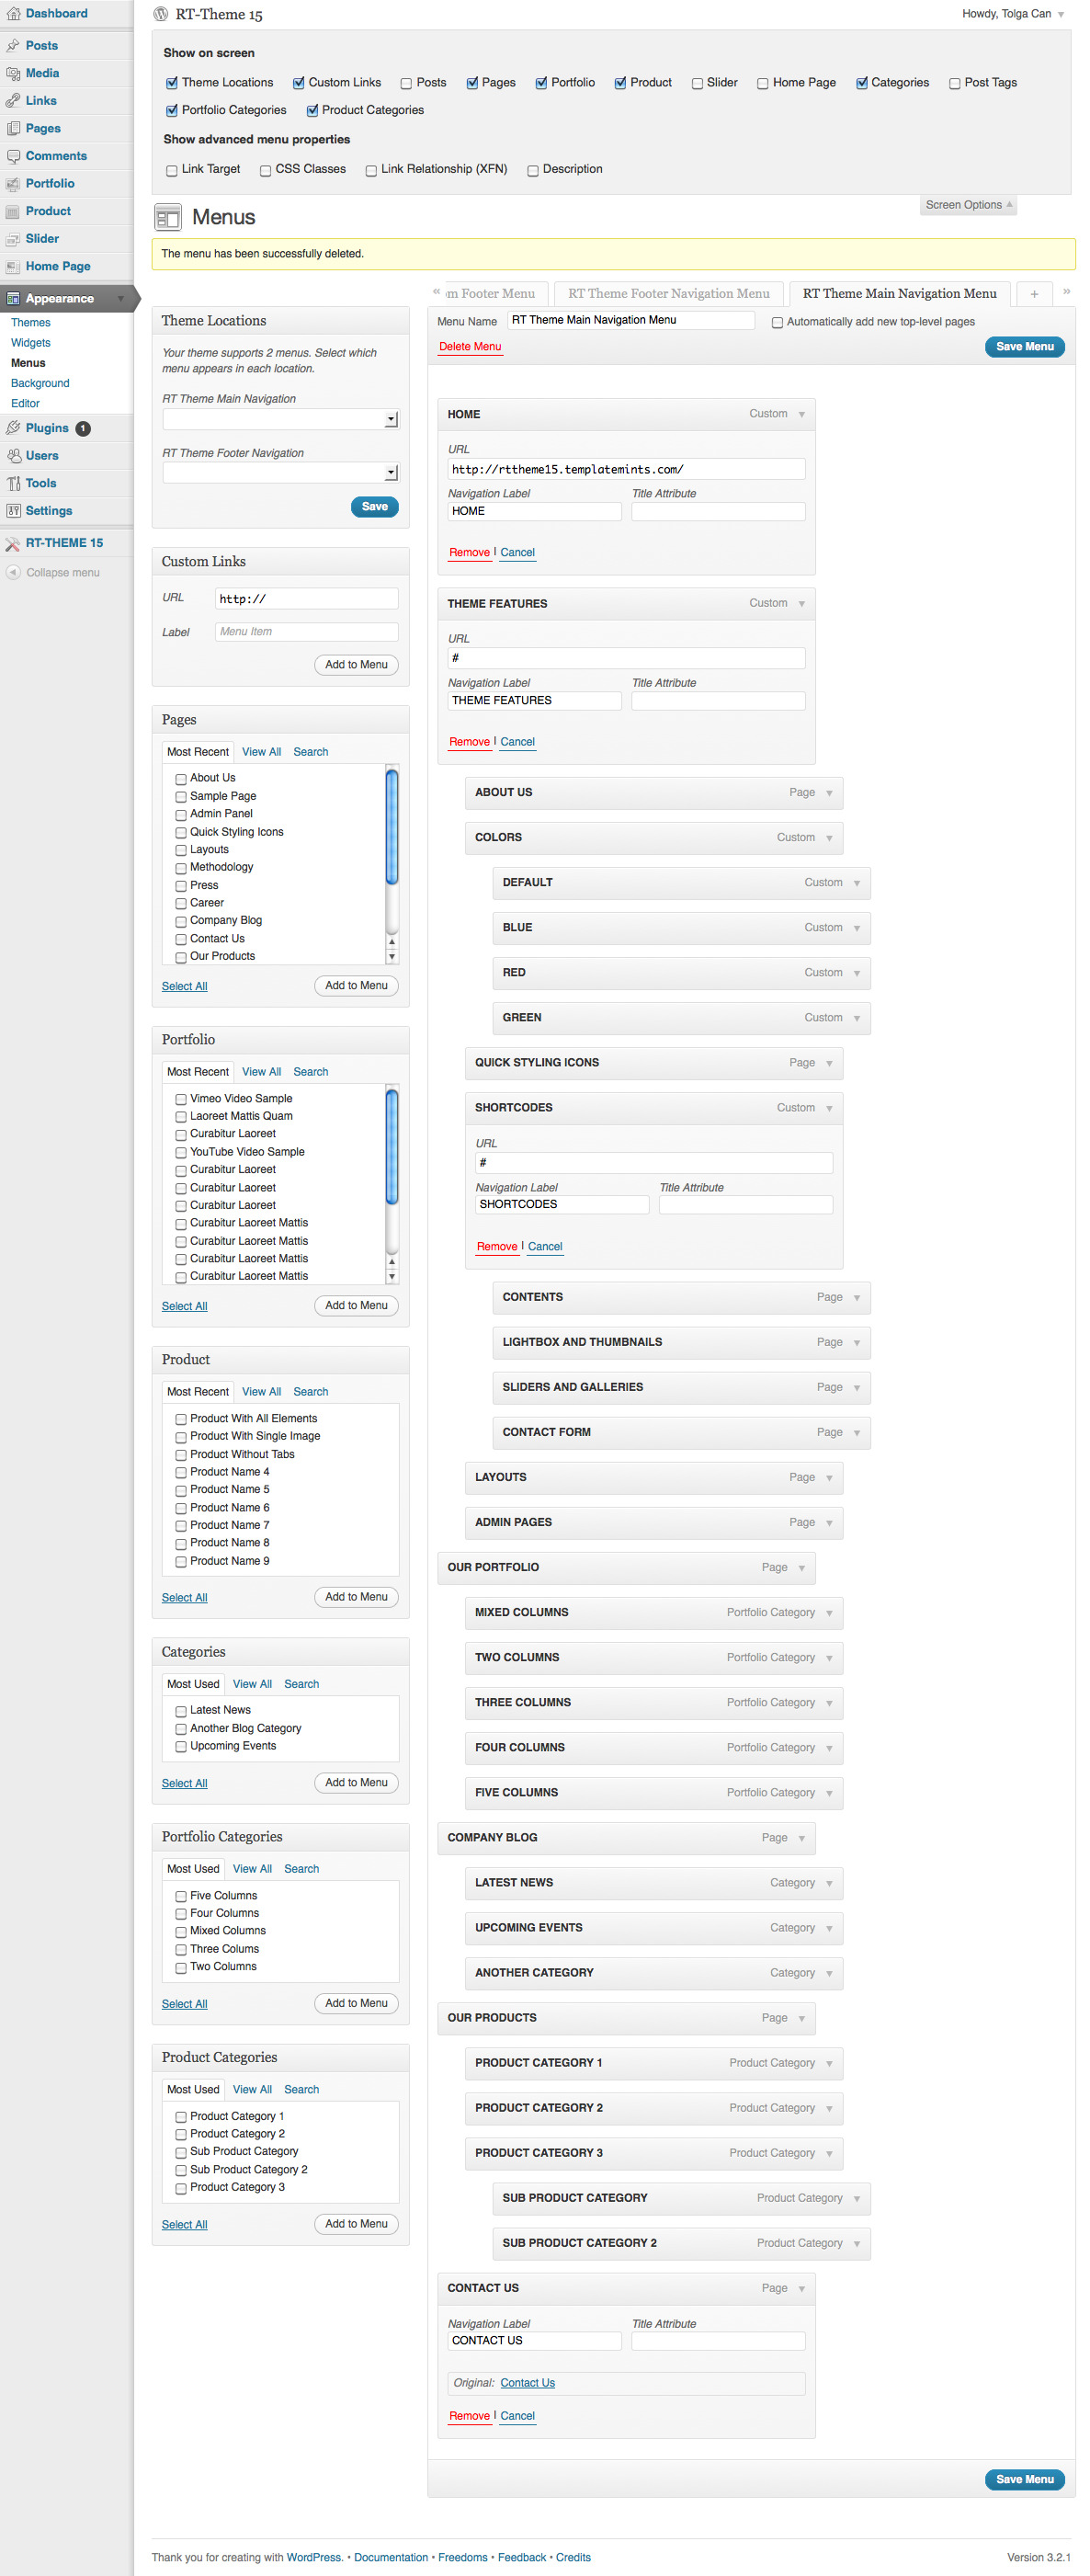 Dashboard
Posts
Media
Links
Pages
Comments
Portfolio
Product
Slider
Home Page
Appearance
Themes
Widgets
Menus
Background
Editor
Plugins 1
Users
Tools
Settings
RT-THEME 15
Collapse menu
RT-Theme 15
Howdy, Tolga Can
Show on screen
Theme Locations Custom Links Posts Pages Portfolio Product Slider Home Page Categories Post Tags
Portfolio Categories Product Categories
Show advanced menu properties
Link Target CSS Classes Link Relationship (XFN) Description
Screen Options
Menus
The menu has been successfully deleted.
Theme Locations
Your theme supports 2 menus. Select which
menu appears in each location.
RT Theme Main Navigation
RT Theme Footer Navigation
Save
Custom Links
URL http://
Label Menu Item
Add to Menu
Pages
Most Recent View All Search
About Us
Sample Page
Admin Panel
Quick Styling Icons
Layouts
Methodology
Press
Career
Company Blog
Contact Us
Our Products
Select All Add to Menu
Portfolio
Most Recent View All Search
Vimeo Video Sample
Laoreet Mattis Quam
Curabitur Laoreet
YouTube Video Sample
Curabitur Laoreet
Curabitur Laoreet
Curabitur Laoreet
Curabitur Laoreet Mattis
Curabitur Laoreet Mattis
Curabitur Laoreet Mattis
Curabitur Laoreet Mattis
Select All Add to Menu
Product
Most Recent View All Search
Product With All Elements
Product With Single Image
Product Without Tabs
Product Name 4
Product Name 5
Product Name 6
Product Name 7
Product Name 8
Product Name 9
Select All Add to Menu
Categories
Most Used View All Search
Latest News
Another Blog Category
Upcoming Events
Select All Add to Menu
Portfolio Categories
Most Used View All Search
Five Columns
Four Columns
Mixed Columns
Three Colums
Two Columns
Select All Add to Menu
Product Categories
Most Used View All Search
Product Category 1
Product Category 2
Sub Product Category
Sub Product Category 2
Product Category 3
Select All Add to Menu
« om Footer Menu RT Theme Footer Navigation Menu RT Theme Main Navigation Menu + »
Menu Name RT Theme Main Navigation Menu Automatically add new top-level pages
Delete Menu Save Menu
HOME Custom
URL
http://rttheme15.templatemints.com/
Navigation Label Title Attribute
HOME
Remove | Cancel
THEME FEATURES Custom
URL
#
Navigation Label Title Attribute
THEME FEATURES
Remove | Cancel
ABOUT US Page
COLORS Custom
DEFAULT Custom
BLUE Custom
RED Custom
GREEN Custom
QUICK STYLING ICONS Page
SHORTCODES Custom
URL
#
Navigation Label Title Attribute
SHORTCODES
Remove | Cancel
CONTENTS Page
LIGHTBOX AND THUMBNAILS Page
SLIDERS AND GALLERIES Page
CONTACT FORM Page
LAYOUTS Page
ADMIN PAGES Page
OUR PORTFOLIO Page
MIXED COLUMNS Portfolio Category
TWO COLUMNS Portfolio Category
THREE COLUMNS Portfolio Category
FOUR COLUMNS Portfolio Category
FIVE COLUMNS Portfolio Category
COMPANY BLOG Page
LATEST NEWS Category
UPCOMING EVENTS Category
ANOTHER CATEGORY Category
OUR PRODUCTS Page
PRODUCT CATEGORY 1 Product Category
PRODUCT CATEGORY 2 Product Category
PRODUCT CATEGORY 3 Product Category
SUB PRODUCT CATEGORY Product Category
SUB PRODUCT CATEGORY 2 Product Category
CONTACT US Page
Navigation Label Title Attribute
CONTACT US
Original: Contact Us
Remove | Cancel
Save Menu
Thank you for creating with WordPress. • Documentation • Freedoms • Feedback • Credits
Version 3.2.1